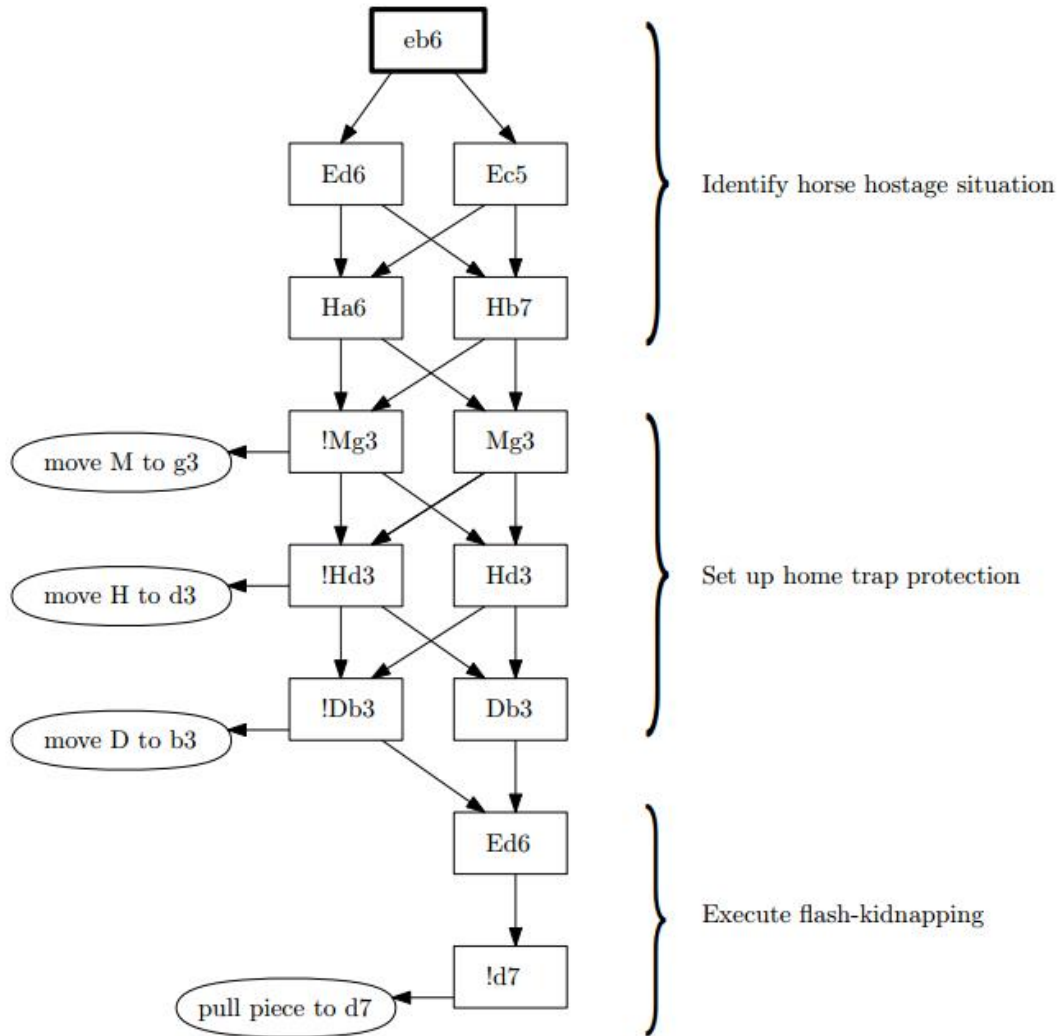 eb6
Ed6
Ec5
Identify horse hostage situation
Ha6
Hb7
!Mg3
Mg3
move M to g3
!Hd3
Hd3
Set up home trap protection
move H to d3
!Db3
Db3
move D to b3
Ed6
Execute flash-kidnapping
!d7
pull piece to d7